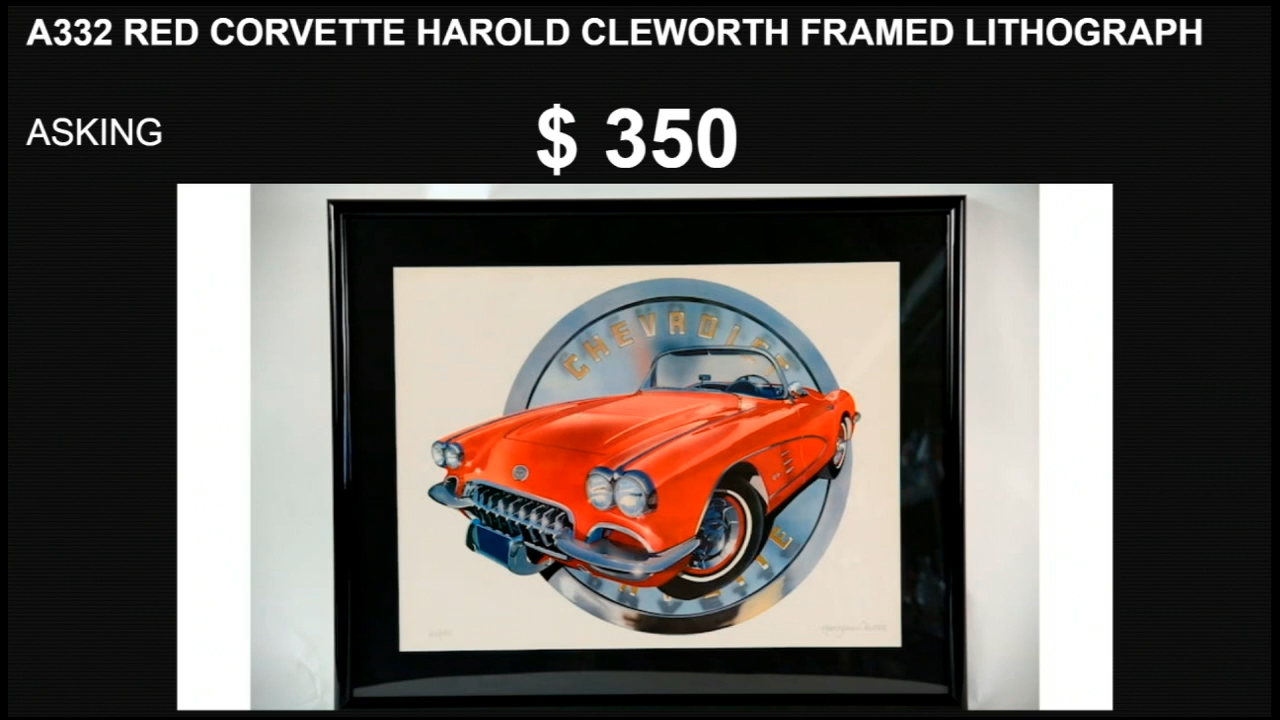 A332 RED CORVETTE HAROLD CLEWORTH FRAMED LITHOGRAPH
ASKING
$ 350
CHEVROLET